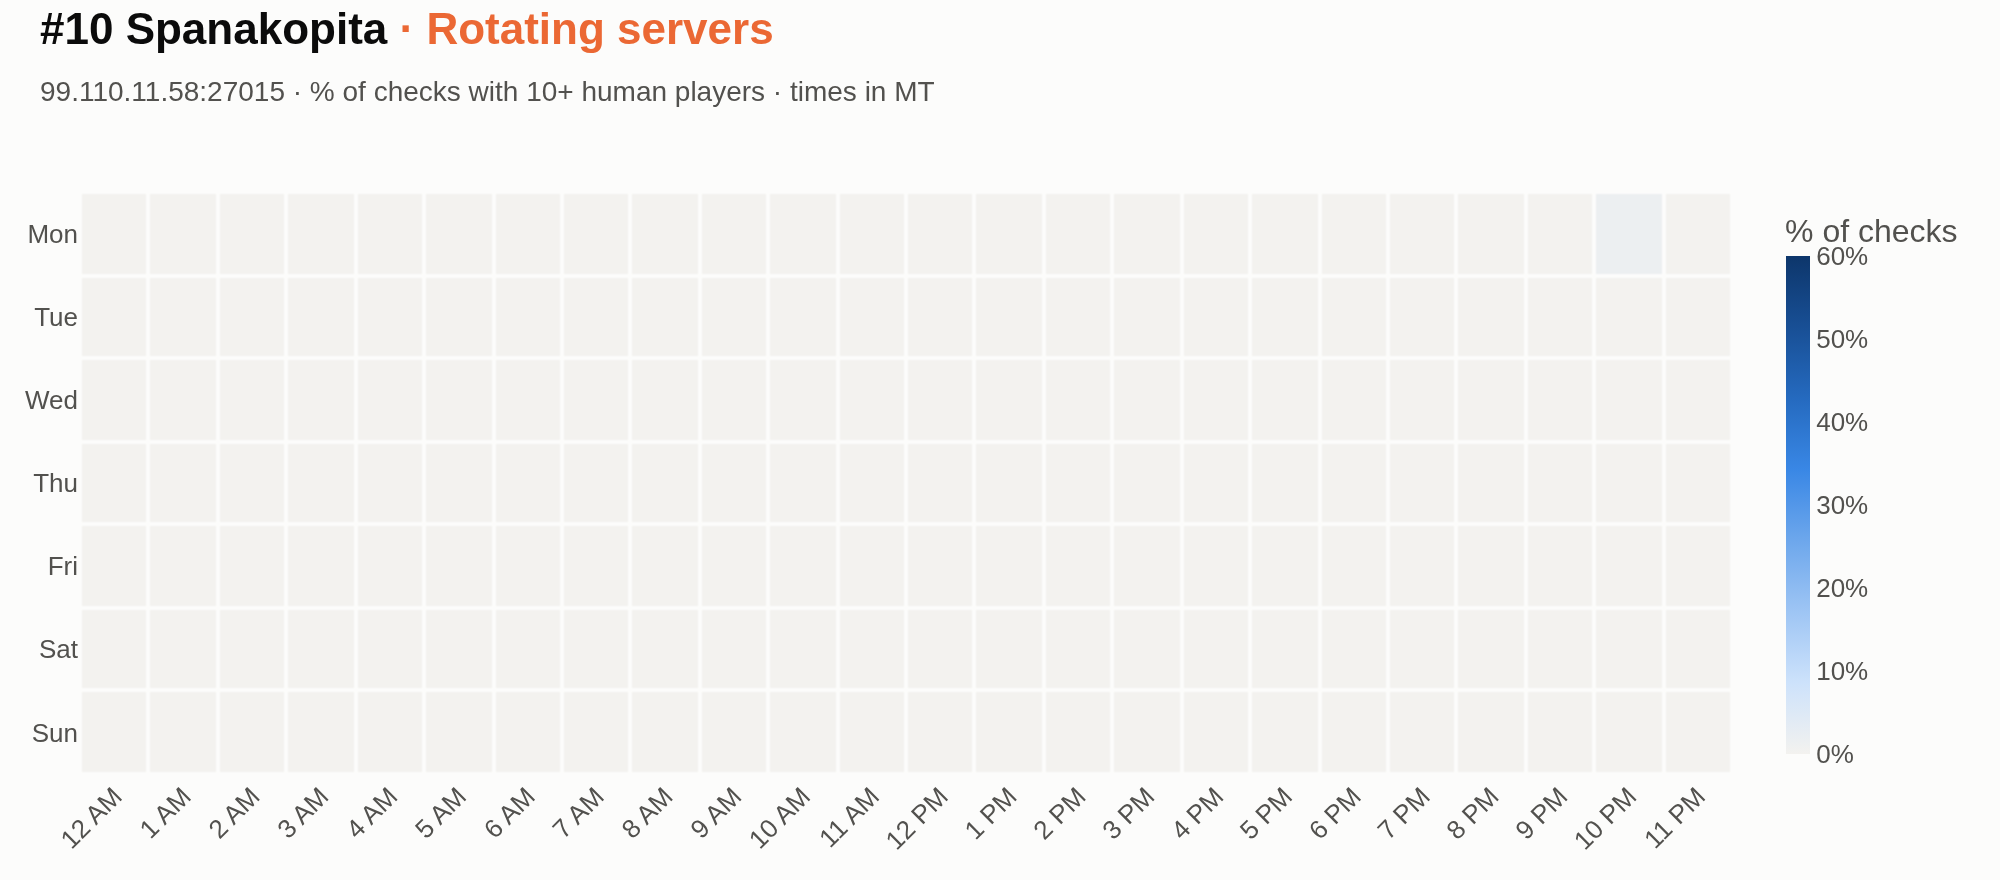 #10 Spanakopita · Rotating servers
99.110.11.58:27015 · % of checks with 10+ human players · times in MT
% of checks
60%
50%
40%
30%
20%
10%
0%
Mon
Tue
Wed
Thu
Fri
Sat
Sun
12 AM
1 AM
2 AM
3 AM
4 AM
5 AM
6 AM
7 AM
8 AM
9 AM
10 AM
11 AM
12 PM
1 PM
2 PM
3 PM
4 PM
5 PM
6 PM
7 PM
8 PM
9 PM
10 PM
11 PM